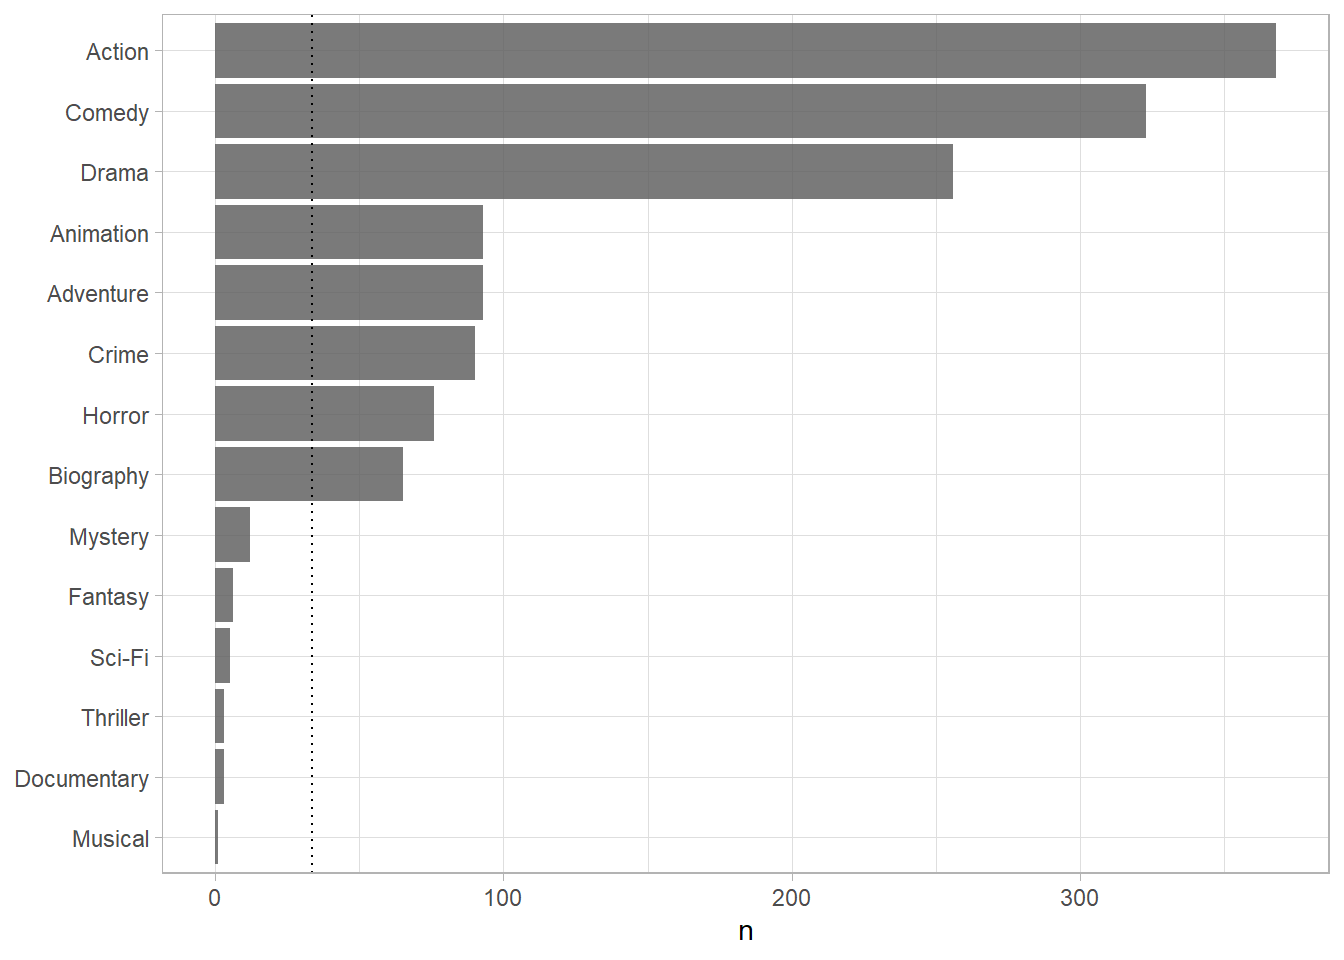 Action
Comedy
Drama
Animation
Adventure
Crime
Horror
Biography
Mystery
Fantasy
Sci-Fi
Thriller
Documentary
Musical
0 100 200 300
n